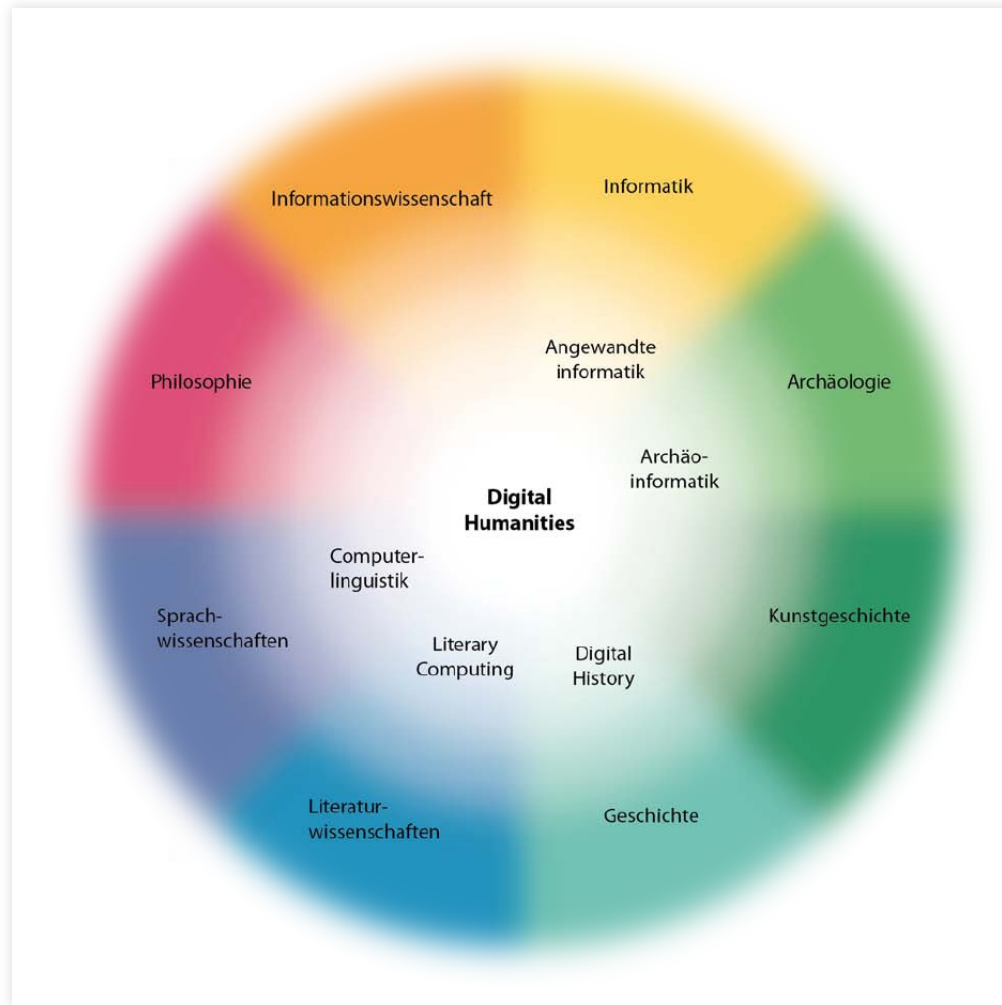 Informationswissenschaft
Informatik
Angewandte
informatik
Philosophie
Archäologie
Archäo-
informatik
Digital
Humanities
Computer-
linguistik
Sprach-
wissenschaften
Kunstgeschichte
Literary
Computing
Digital
History
Literatur-
wissenschaften
Geschichte